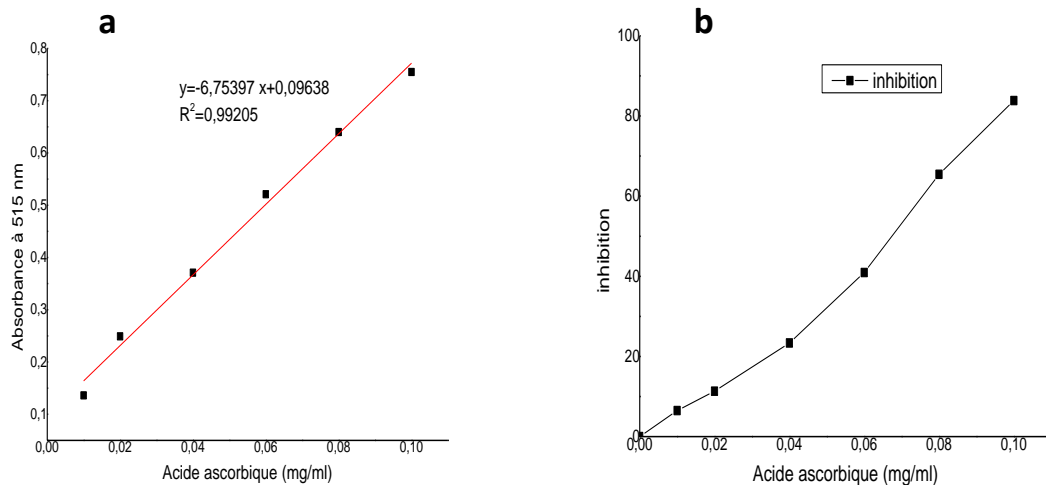 a
0,8
0,7
0,6
0,5
0,4
0,3
0,2
0,1
Absorbance à 515 nm
y=-6,75397 x+0,09638
R²=0,99205
0,00 0,02 0,04 0,06 0,08 0,10
Acide ascorbique (mg/ml)
b
100
80
60
40
20
0
inhibition
inhibition
0,00 0,02 0,04 0,06 0,08 0,10
Acide ascorbique (mg/ml)